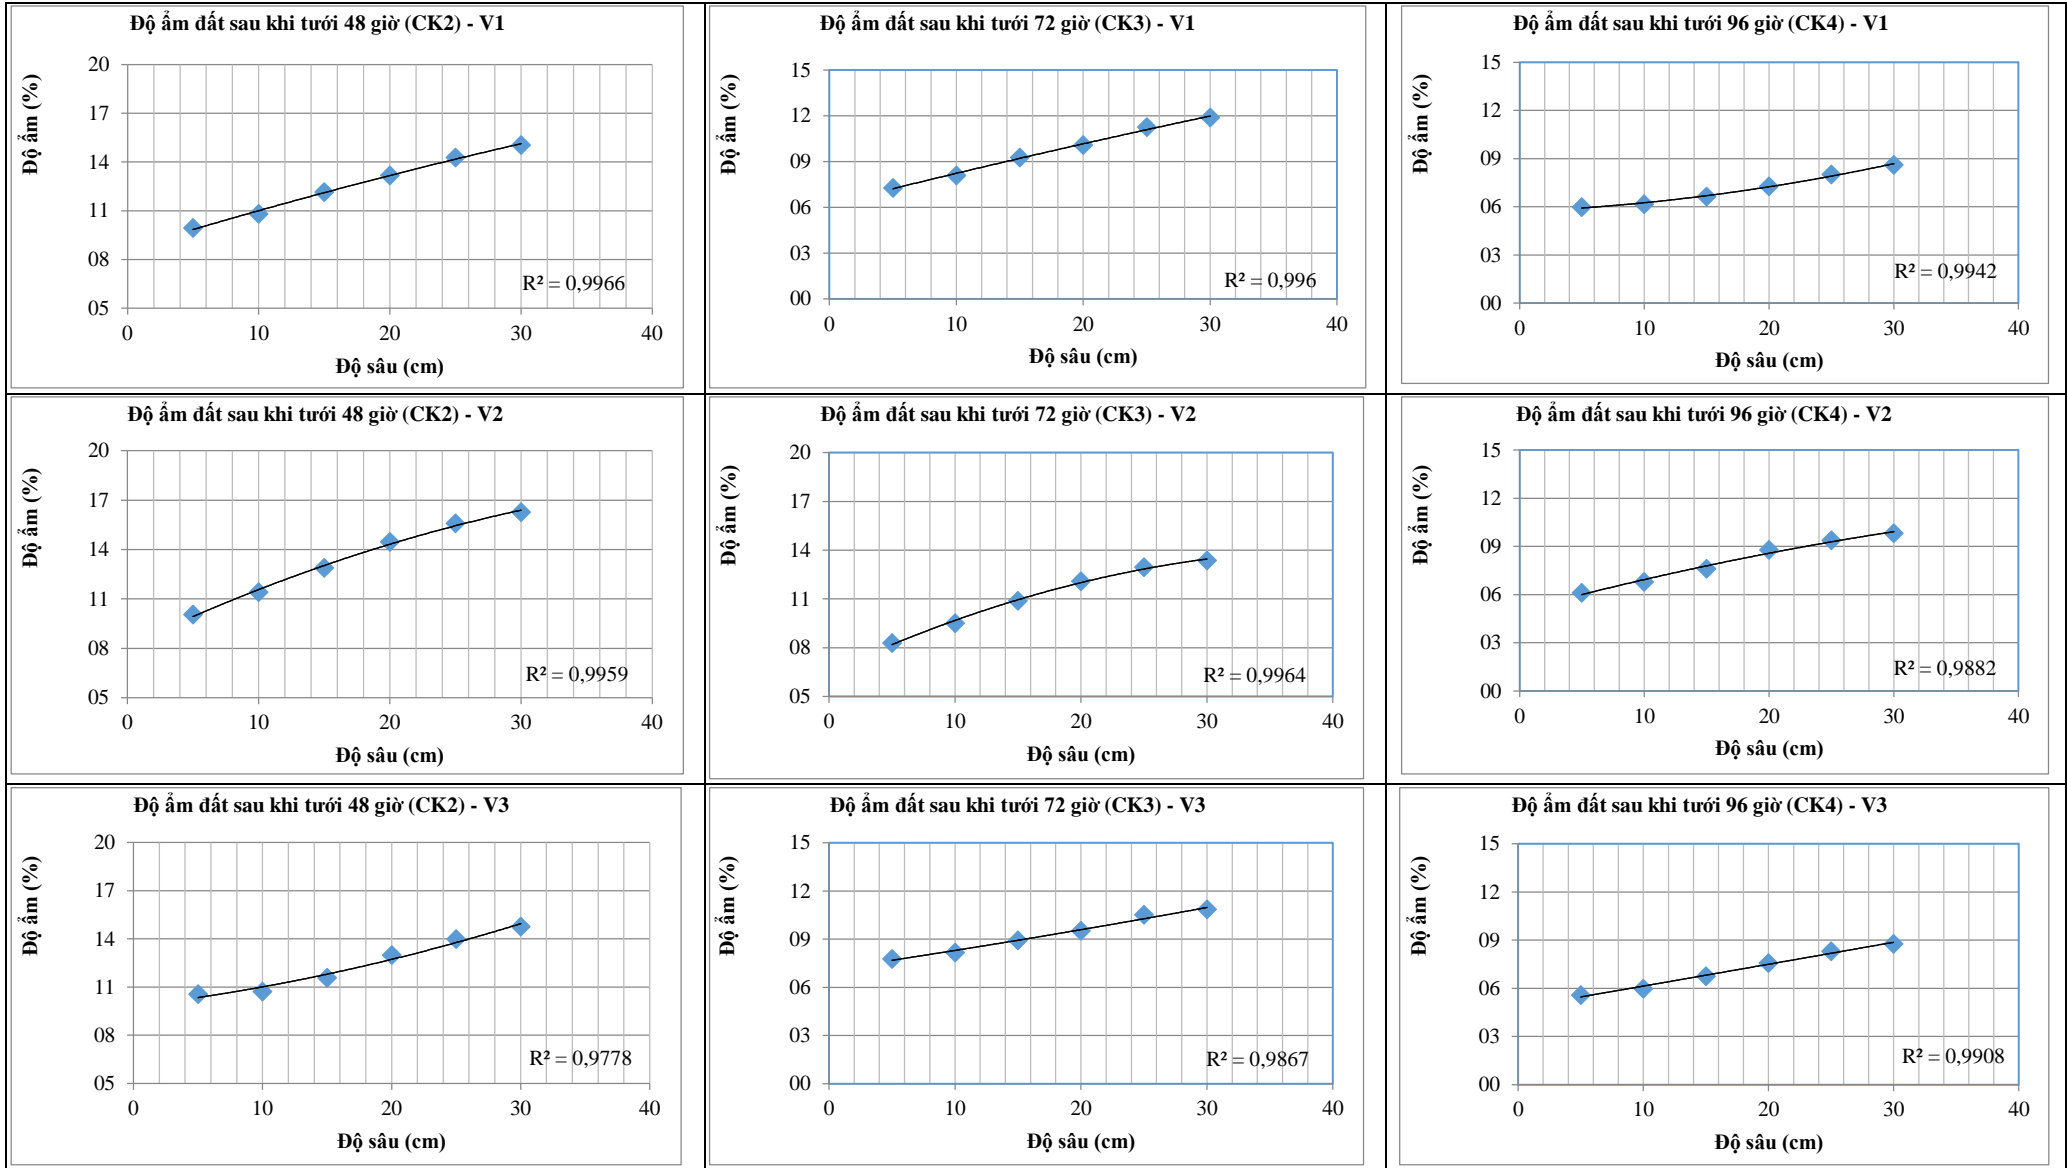 Độ ẩm đất sau khi tưới 48 giờ (CK2) - V1
Độ ẩm (%)
20
17
14
11
08
05
0 10 20 30 40
R² = 0,9966
Độ sâu (cm)
Độ ẩm đất sau khi tưới 72 giờ (CK3) - V1
Độ ẩm (%)
15
12
09
06
03
00
0 10 20 30 40
R² = 0,996
Độ sâu (cm)
Độ ẩm đất sau khi tưới 96 giờ (CK4) - V1
Độ ẩm (%)
15
12
09
06
03
00
0 10 20 30 40
R² = 0,9942
Độ sâu (cm)
Độ ẩm đất sau khi tưới 48 giờ (CK2) - V2
Độ ẩm (%)
20
17
14
11
08
05
0 10 20 30 40
R² = 0,9959
Độ sâu (cm)
Độ ẩm đất sau khi tưới 72 giờ (CK3) - V2
Độ ẩm (%)
20
17
14
11
08
05
0 10 20 30 40
R² = 0,9964
Độ sâu (cm)
Độ ẩm đất sau khi tưới 96 giờ (CK4) - V2
Độ ẩm (%)
15
12
09
06
03
00
0 10 20 30 40
R² = 0,9882
Độ sâu (cm)
Độ ẩm đất sau khi tưới 48 giờ (CK2) - V3
Độ ẩm (%)
20
17
14
11
08
05
0 10 20 30 40
R² = 0,9778
Độ sâu (cm)
Độ ẩm đất sau khi tưới 72 giờ (CK3) - V3
Độ ẩm (%)
15
12
09
06
03
00
0 10 20 30 40
R² = 0,9867
Độ sâu (cm)
Độ ẩm đất sau khi tưới 96 giờ (CK4) - V3
Độ ẩm (%)
15
12
09
06
03
00
0 10 20 30 40
R² = 0,9908
Độ sâu (cm)